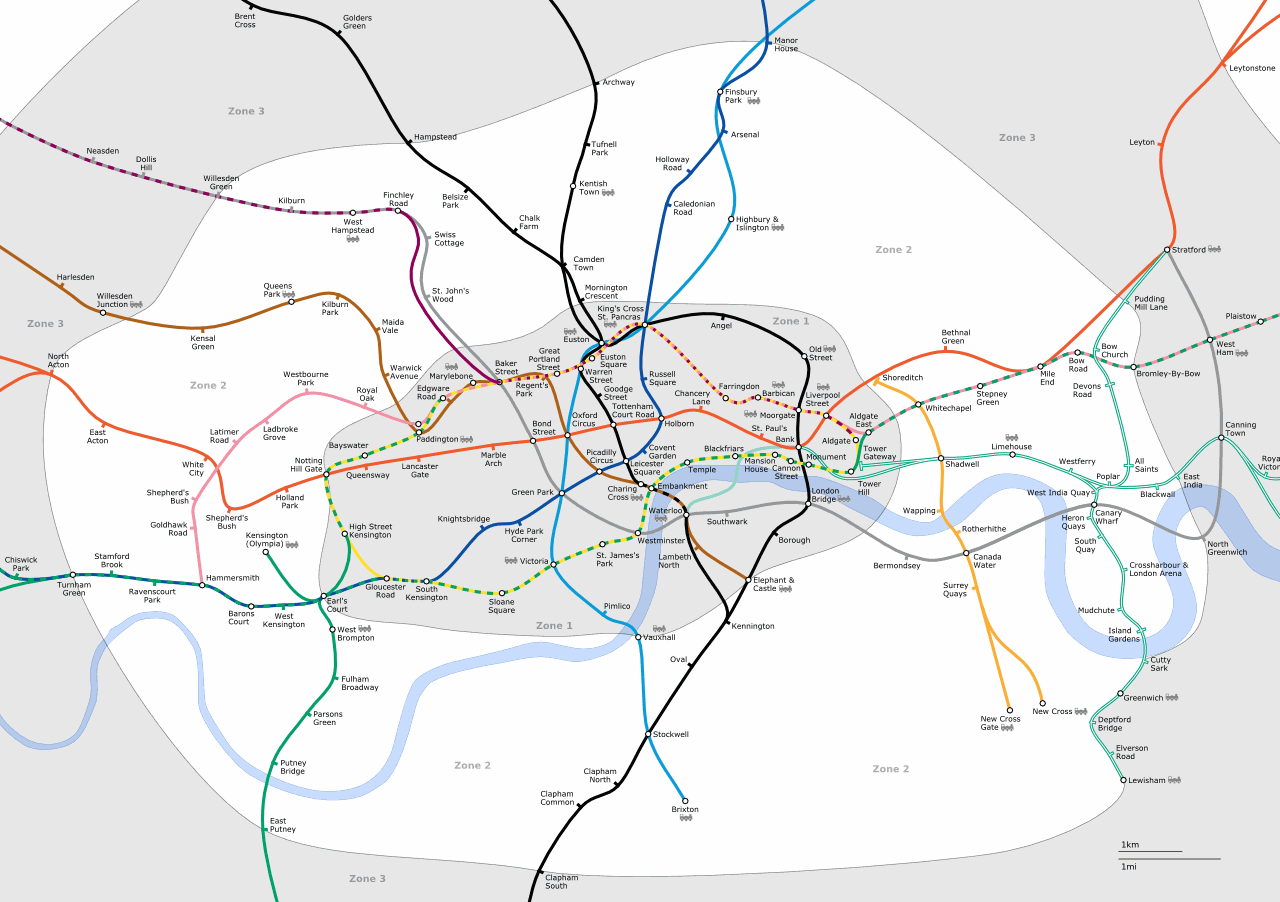 Brent
Cross
Golders
Green
Manor
House
Leytonstone
Archway
Finsbury
Park
Zone 3
Zone 3
Hampstead
Arsenal
Leyton
Tufnell
Park
Neasden
Dollis
Hill
Holloway
Road
Willesden
Green
Kentish
Town
Belsize
Park
Kilburn
Finchley
Road
Caledonian
Road
West
Hampstead
Chalk
Farm
Highbury &
Islington
Swiss
Cottage
Zone 2
Stratford
Camden
Town
Harlesden
Queens
Park
St. John's
Wood
Mornington
Crescent
Willesden
Junction
Kilburn
Park
Pudding
Mill Lane
King's Cross
St. Pancras
Zone 1
Angel
Plaistow
Zone 3
Maida
Vale
Kensal
Green
Euston
Bethnal
Green
West
Ham
Old
Street
Bow
Church
North
Acton
Great
Portland
Street
Euston
Square
Baker
Street
Bow
Road
Mile
End
Bromley-By-Bow
Warwick
Avenue
Marylebone
Warren
Street
Westbourne
Park
Zone 2
Edgware
Road
Regent's
Park
Goodge
Street
Russell
Square
Farringdon
Barbican
Liverpool
Street
Shoreditch
Stepney
Green
Devons
Road
Royal
Oak
Chancery
Lane
Whitechapel
Tottenham
Court Road
Oxford
Circus
Moorgate
Aldgate
East
Holborn
Bond
Street
St. Paul's
Bank
Aldgate
Canning
Town
East
Acton
Latimer
Road
Ladbroke
Grove
Paddington
Bayswater
Blackfriars
Monument
Tower
Gateway
Limehouse
Covent
Garden
Piccadilly
Circus
Leicester
Square
Marble
Arch
Lancaster
Gate
Queensway
Notting
Hill Gate
White
City
Temple
Mansion
House
Cannon
Street
Tower
Hill
Shadwell
Westferry
Poplar
All
Saints
Royal
Victor
East
India
Blackwall
West India Quay
Embankment
Charing
Cross
Green Park
London
Bridge
Shepherd's
Bush
Holland
Park
Shepherd's
Bush
Waterloo
Southwark
Wapping
Canary
Wharf
Heron
Quays
Knightsbridge
Hyde Park
Corner
Goldhawk
Road
High Street
Kensington
Kensington
(Olympia)
Westminster
Borough
Rotherhithe
South
Quay
North
Greenwich
St. James's
Park
Victoria
Lambeth
North
Bermondsey
Canada
Water
Chiswick
Park
Stamford
Brook
Hammersmith
Turnham
Green
Ravenscourt
Park
Gloucester
Road
South
Kensington
Sloane
Square
Elephant &
Castle
Surrey
Quays
Crossharbour &
London Arena
Barons
Court
West
Kensington
Earl's
Court
Pimlico
Mudchute
West
Brompton
Zone 1
Vauxhall
Kennington
Island
Gardens
Oval
Cutty
Sark
Fulham
Broadway
Greenwich
Parsons
Green
New Cross
Gate
New Cross
Deptford
Bridge
Stockwell
Elverson
Road
Putney
Bridge
Zone 2
Zone 2
Clapham
North
Lewisham
Clapham
Common
Brixton
East
Putney
1km
1mi
Zone 3
Clapham
South